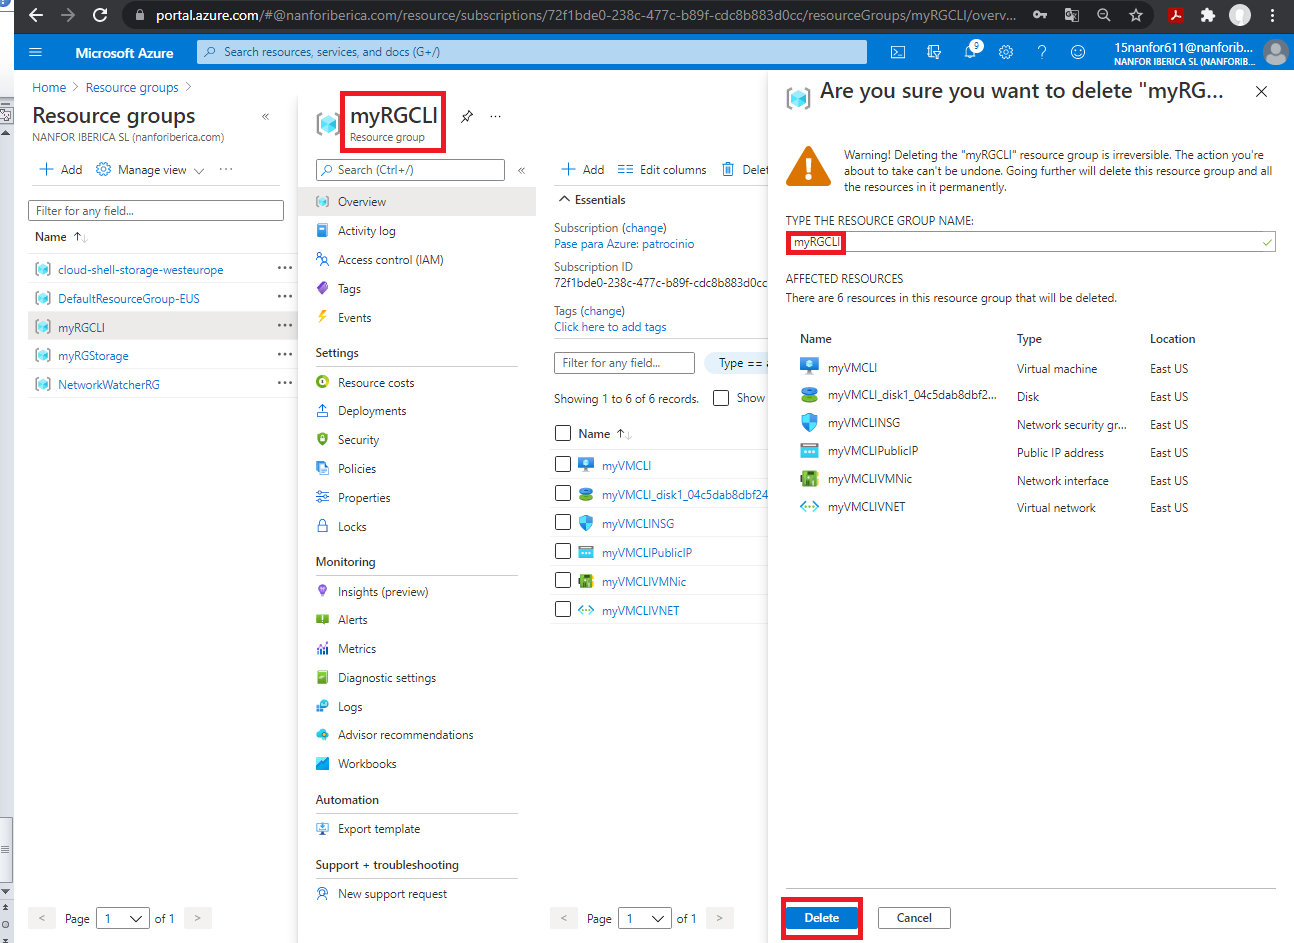 portal.azure.com/#@nanforiberica.com/resource/subscriptions/72f1bde0-238c-477c-b89f-cdc8b883d0cc/resourceGroups/myRGCLI/overv...
Microsoft Azure
Search resources, services, and docs (G+/)
9
15nanfor611@nanforib...
NANFOR IBERICA SL (NANFORIB...
Home > Resource groups >
Resource groups
NANFOR IBERICA SL (nanforiberica.com)
Add
Manage view
Filter for any field...
Name
cloud-shell-storage-westeurope
DefaultResourceGroup-EUS
myRGCLI
myRGStorage
NetworkWatcherRG
< Page 1 of 1 >
myRGCLI
Resource group
Search (Ctrl+/)
Overview
Activity log
Access control (IAM)
Tags
Events
Settings
Resource costs
Deployments
Security
Policies
Properties
Locks
Monitoring
Insights (preview)
Alerts
Metrics
Diagnostic settings
Logs
Advisor recommendations
Workbooks
Automation
Export template
Support + troubleshooting
New support request
Add
Edit columns
Delet
Essentials
Subscription (change)
Pase para Azure: patrocinio
Subscription ID
72f1bde0-238c-477c-b89f-cdc8b883d0cc
Tags (change)
Click here to add tags
Filter for any field...
Type == a
Showing 1 to 6 of 6 records.
Show
Name
myVMCLI
myVMCLI_disk1_04c5dab8dbf24
myVMCLINSG
myVMCLIPublicIP
myVMCLIVMNic
myVMCLIVNET
< Page 1 of 1 >
Are you sure you want to delete "myRG...
Warning! Deleting the "myRGCLI" resource group is irreversible. The action you're
about to take can't be undone. Going further will delete this resource group and all
the resources in it permanently.
TYPE THE RESOURCE GROUP NAME:
myRGCLI
AFFECTED RESOURCES
There are 6 resources in this resource group that will be deleted.
Name Type Location
myVMCLI Virtual machine East US
myVMCLI_disk1_04c5dab8dbf2... Disk East US
myVMCLINSG Network security gr... East US
myVMCLIPublicIP Public IP address East US
myVMCLIVMNic Network interface East US
myVMCLIVNET Virtual network East US
Delete
Cancel